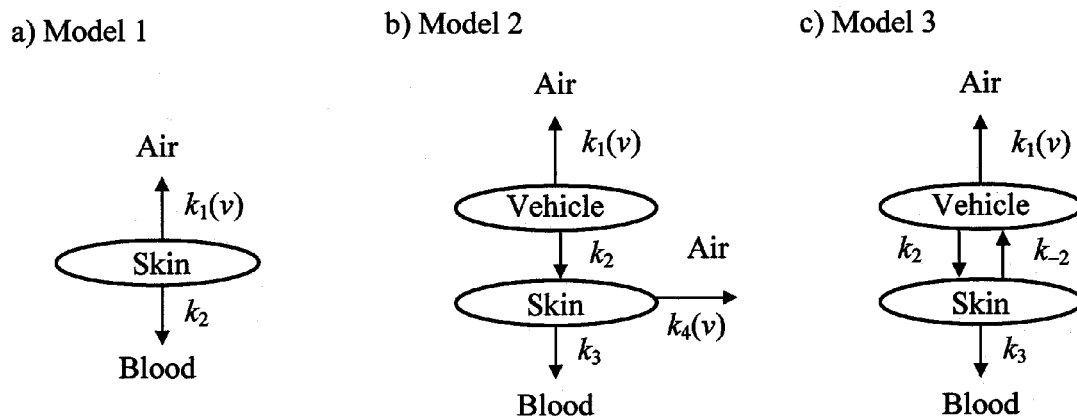 a) Model 1
Air
k₁(v)
Skin
k₂
Blood
b) Model 2
Air
k₁(v)
Vehicle
k₂
Air
Skin
k₄(v)
k₃
Blood
c) Model 3
Air
k₁(v)
Vehicle
k₂
k₋₂
Skin
k₃
Blood